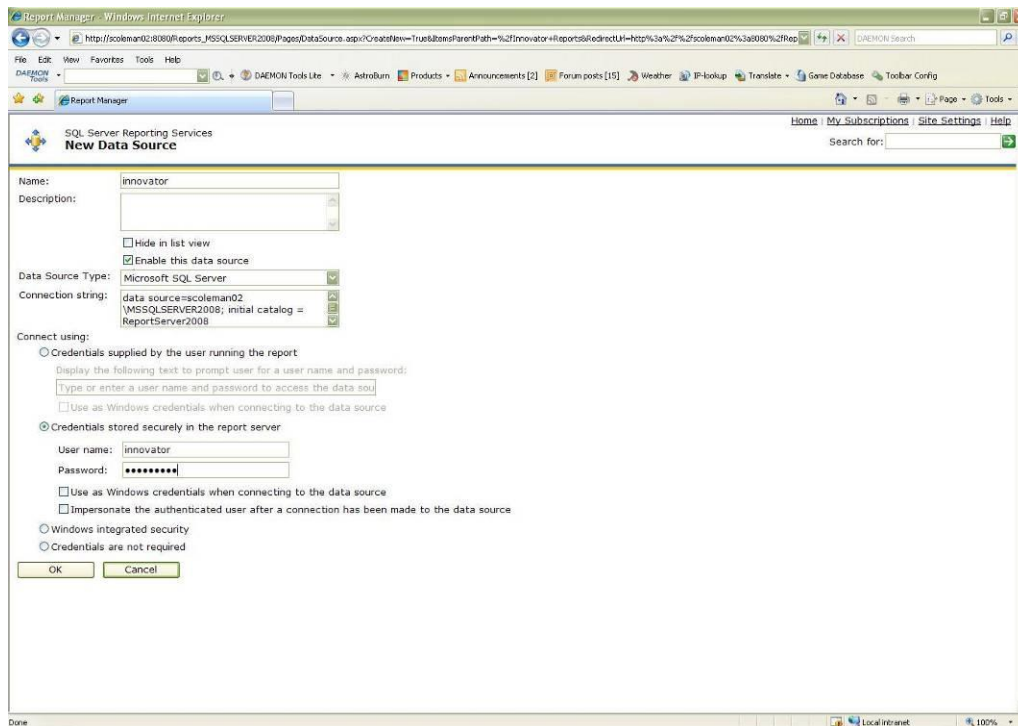 Report Manager - Windows Internet Explorer
http://scoleman02:8080/Reports_MSSQLSERVER2008/Pages/DataSource.aspx?CreateNew=True&ItemsParentPath=%2fInnovator+Reports&RedirectUrl=http%3a%2f%2fscoleman02%3a8080%2fRep
DAEMON Search
File Edit View Favorites Tools Help
DAEMON Tools
DAEMON Tools Lite
AstroBurn
Products
Announcements [2]
Forum posts [15]
Weather
IP-lookup
Translate
Game Database
Toolbar Config
Report Manager
Page
Tools
Home | My Subscriptions | Site Settings | Help
SQL Server Reporting Services
New Data Source
Search for:
Name: innovator
Description:
Hide in list view
Enable this data source
Data Source Type: Microsoft SQL Server
Connection string: data source=scoleman02
\MSSQLSERVER2008; initial catalog =
ReportServer2008
Connect using:
Credentials supplied by the user running the report
Display the following text to prompt user for a user name and password:
Type or enter a user name and password to access the data sou
Use as Windows credentials when connecting to the data source
Credentials stored securely in the report server
User name: innovator
Password: •••••••••
Use as Windows credentials when connecting to the data source
Impersonate the authenticated user after a connection has been made to the data source
Windows integrated security
Credentials are not required
OK Cancel
Done
Local intranet
100%